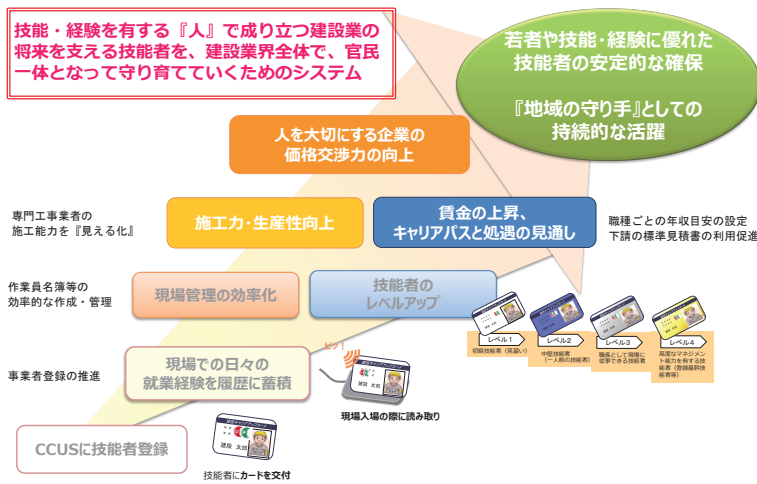 技能・経験を有する『人』で成り立つ建設業の
将来を支える技能者を、建設業界全体で、官民
一体となって守り育てていくためのシステム
若者や技能・経験に優れた
技能者の安定的な確保
『地域の守り手』としての
持続的な活躍
人を大切にする企業の
価格交渉力の向上
専門工事業者の
施工能力を『見える化』
施工力・生産性向上
賃金の上昇、
キャリアパスと処遇の見通し
職種ごとの年収目安の設定
下請の標準見積書の利用促進
作業員名簿等の
効率的な作成・管理
現場管理の効率化
技能者の
レベルアップ
レベル1
初級技能者（見習い）
レベル2
中堅技能者
（一人前の技能者）
レベル3
職長として現場に
従事できる技能者
レベル4
高度なマネジメン
ト能力を有する技
能者（登録基幹技
能者等）
事業者登録の推進
現場での日々の
就業経験を履歴に蓄積
ピッ！
建設 太郎
現場入場の際に読み取り
CCUSに技能者登録
建設 太郎
技能者にカードを交付